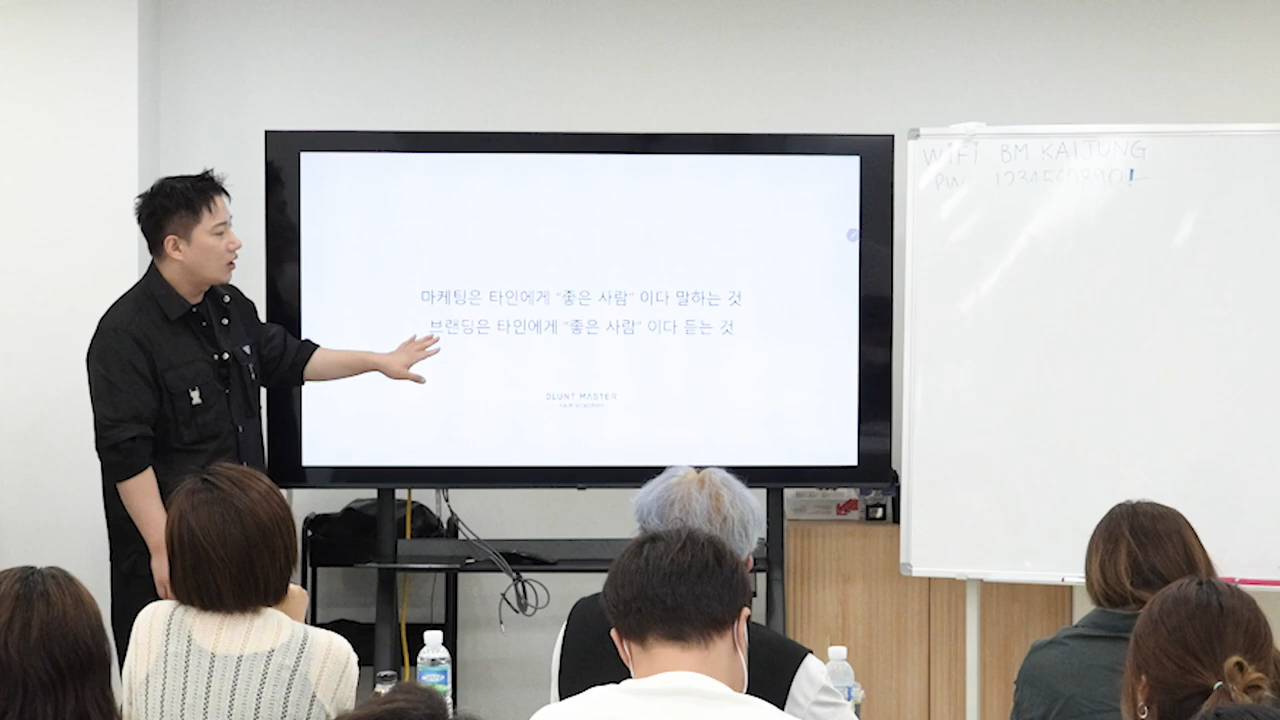 마케팅은 타인에게 "좋은 사람" 이다 말하는 것
브랜딩은 타인에게 "좋은 사람" 이다 듣는 것
BLUNT MASTER
WiFi BM KAIJUNG
PW 1234567890!